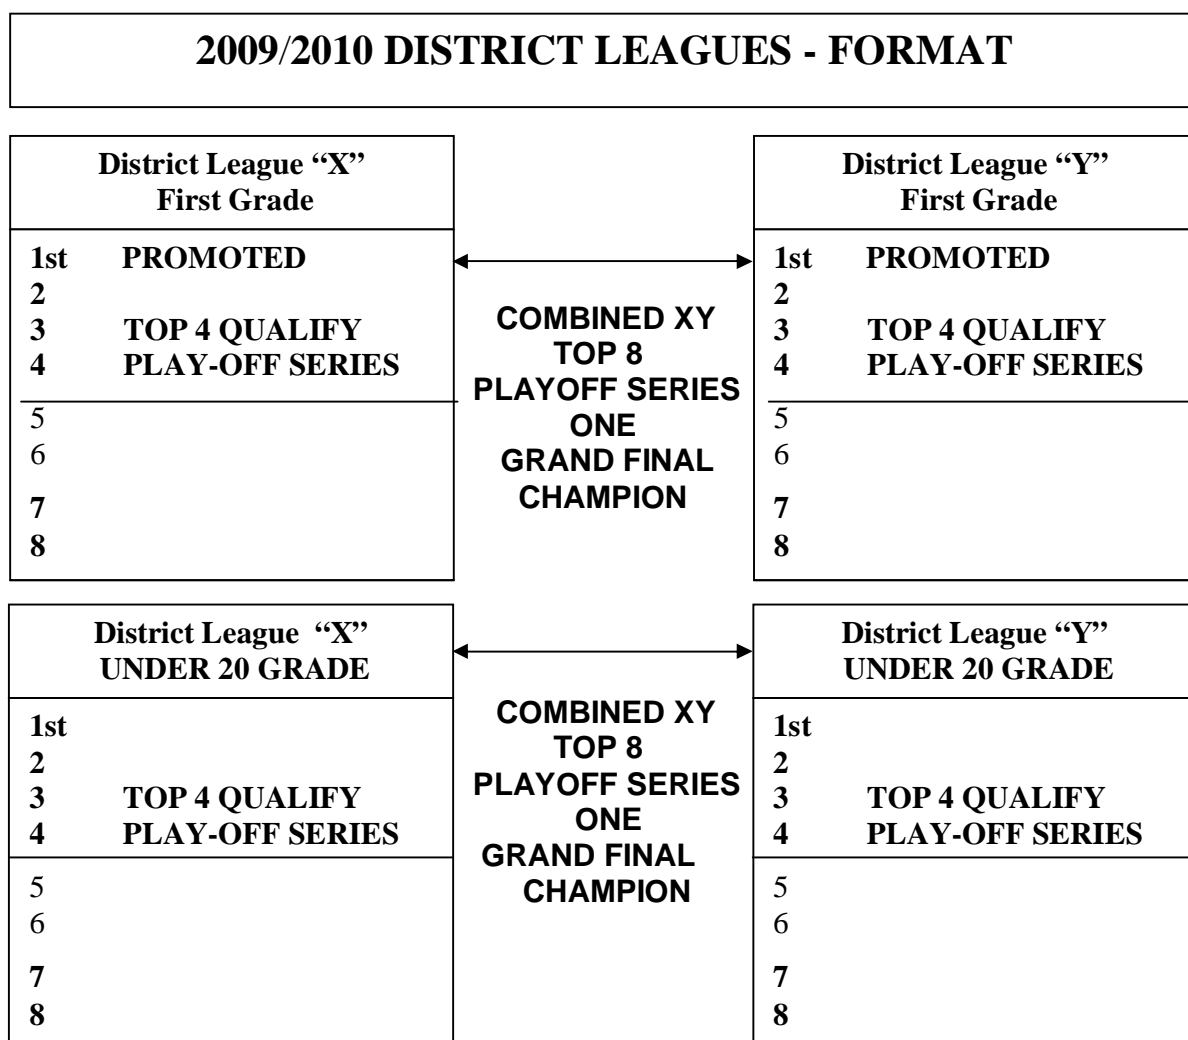 2009/2010 DISTRICT LEAGUES - FORMAT
District League “X”
First Grade
1st PROMOTED
2
3 TOP 4 QUALIFY
4 PLAY-OFF SERIES
5
6
7
8
COMBINED XY
TOP 8
PLAYOFF SERIES
ONE
GRAND FINAL
CHAMPION
District League “Y”
First Grade
1st PROMOTED
2
3 TOP 4 QUALIFY
4 PLAY-OFF SERIES
5
6
7
8
District League “X”
UNDER 20 GRADE
1st
2
3 TOP 4 QUALIFY
4 PLAY-OFF SERIES
5
6
7
8
COMBINED XY
TOP 8
PLAYOFF SERIES
ONE
GRAND FINAL
CHAMPION
District League “Y”
UNDER 20 GRADE
1st
2
3 TOP 4 QUALIFY
4 PLAY-OFF SERIES
5
6
7
8